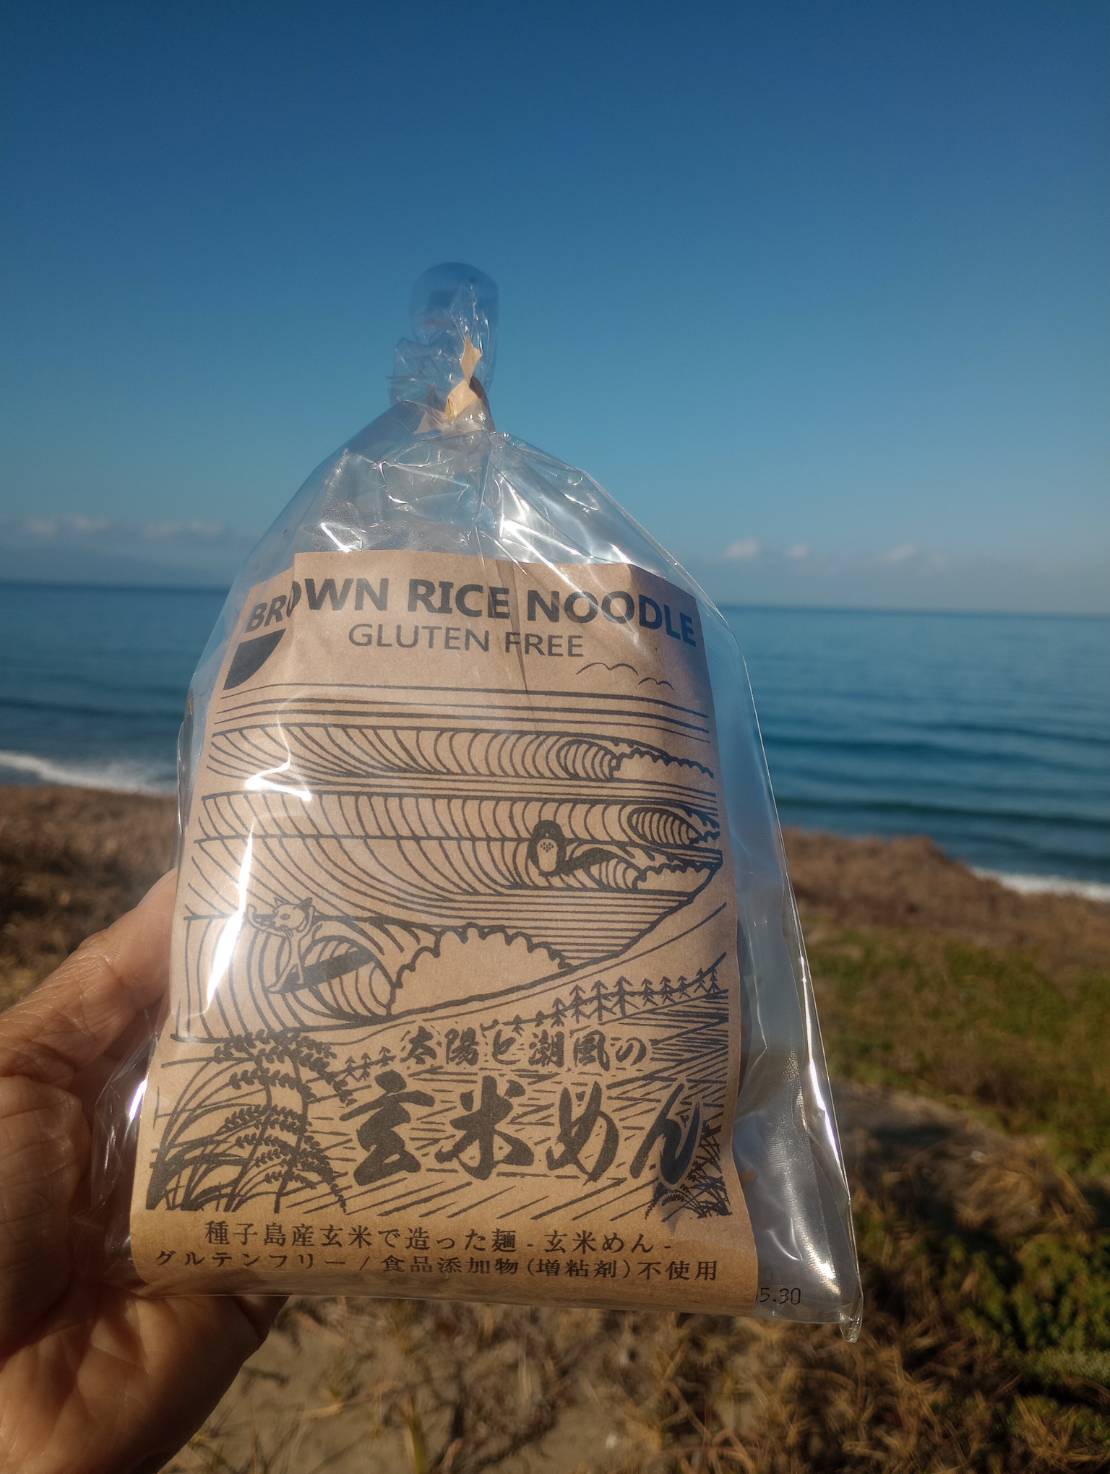 BROWN RICE NOODLE
GLUTEN FREE
太陽と潮風の
玄米めん
種子島産玄米で造った麺 - 玄米めん -
グルテンフリー / 食品添加物(増粘剤)不使用
5.30